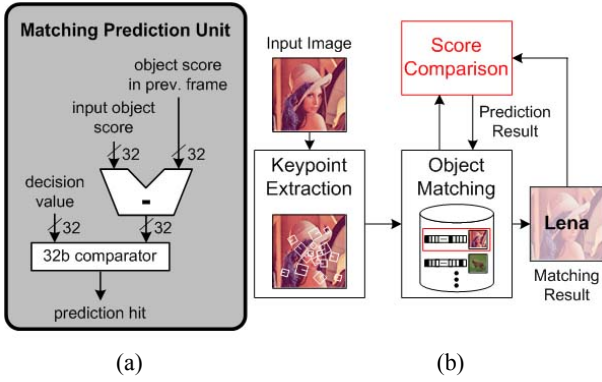 Matching Prediction Unit
object score
in prev. frame
input object
score
32
32
decision
value
-
32
32
32b comparator
prediction hit
(a)
Input Image
Score
Comparison
Prediction
Result
Keypoint
Extraction
Object
Matching
Lena
Matching
Result
(b)